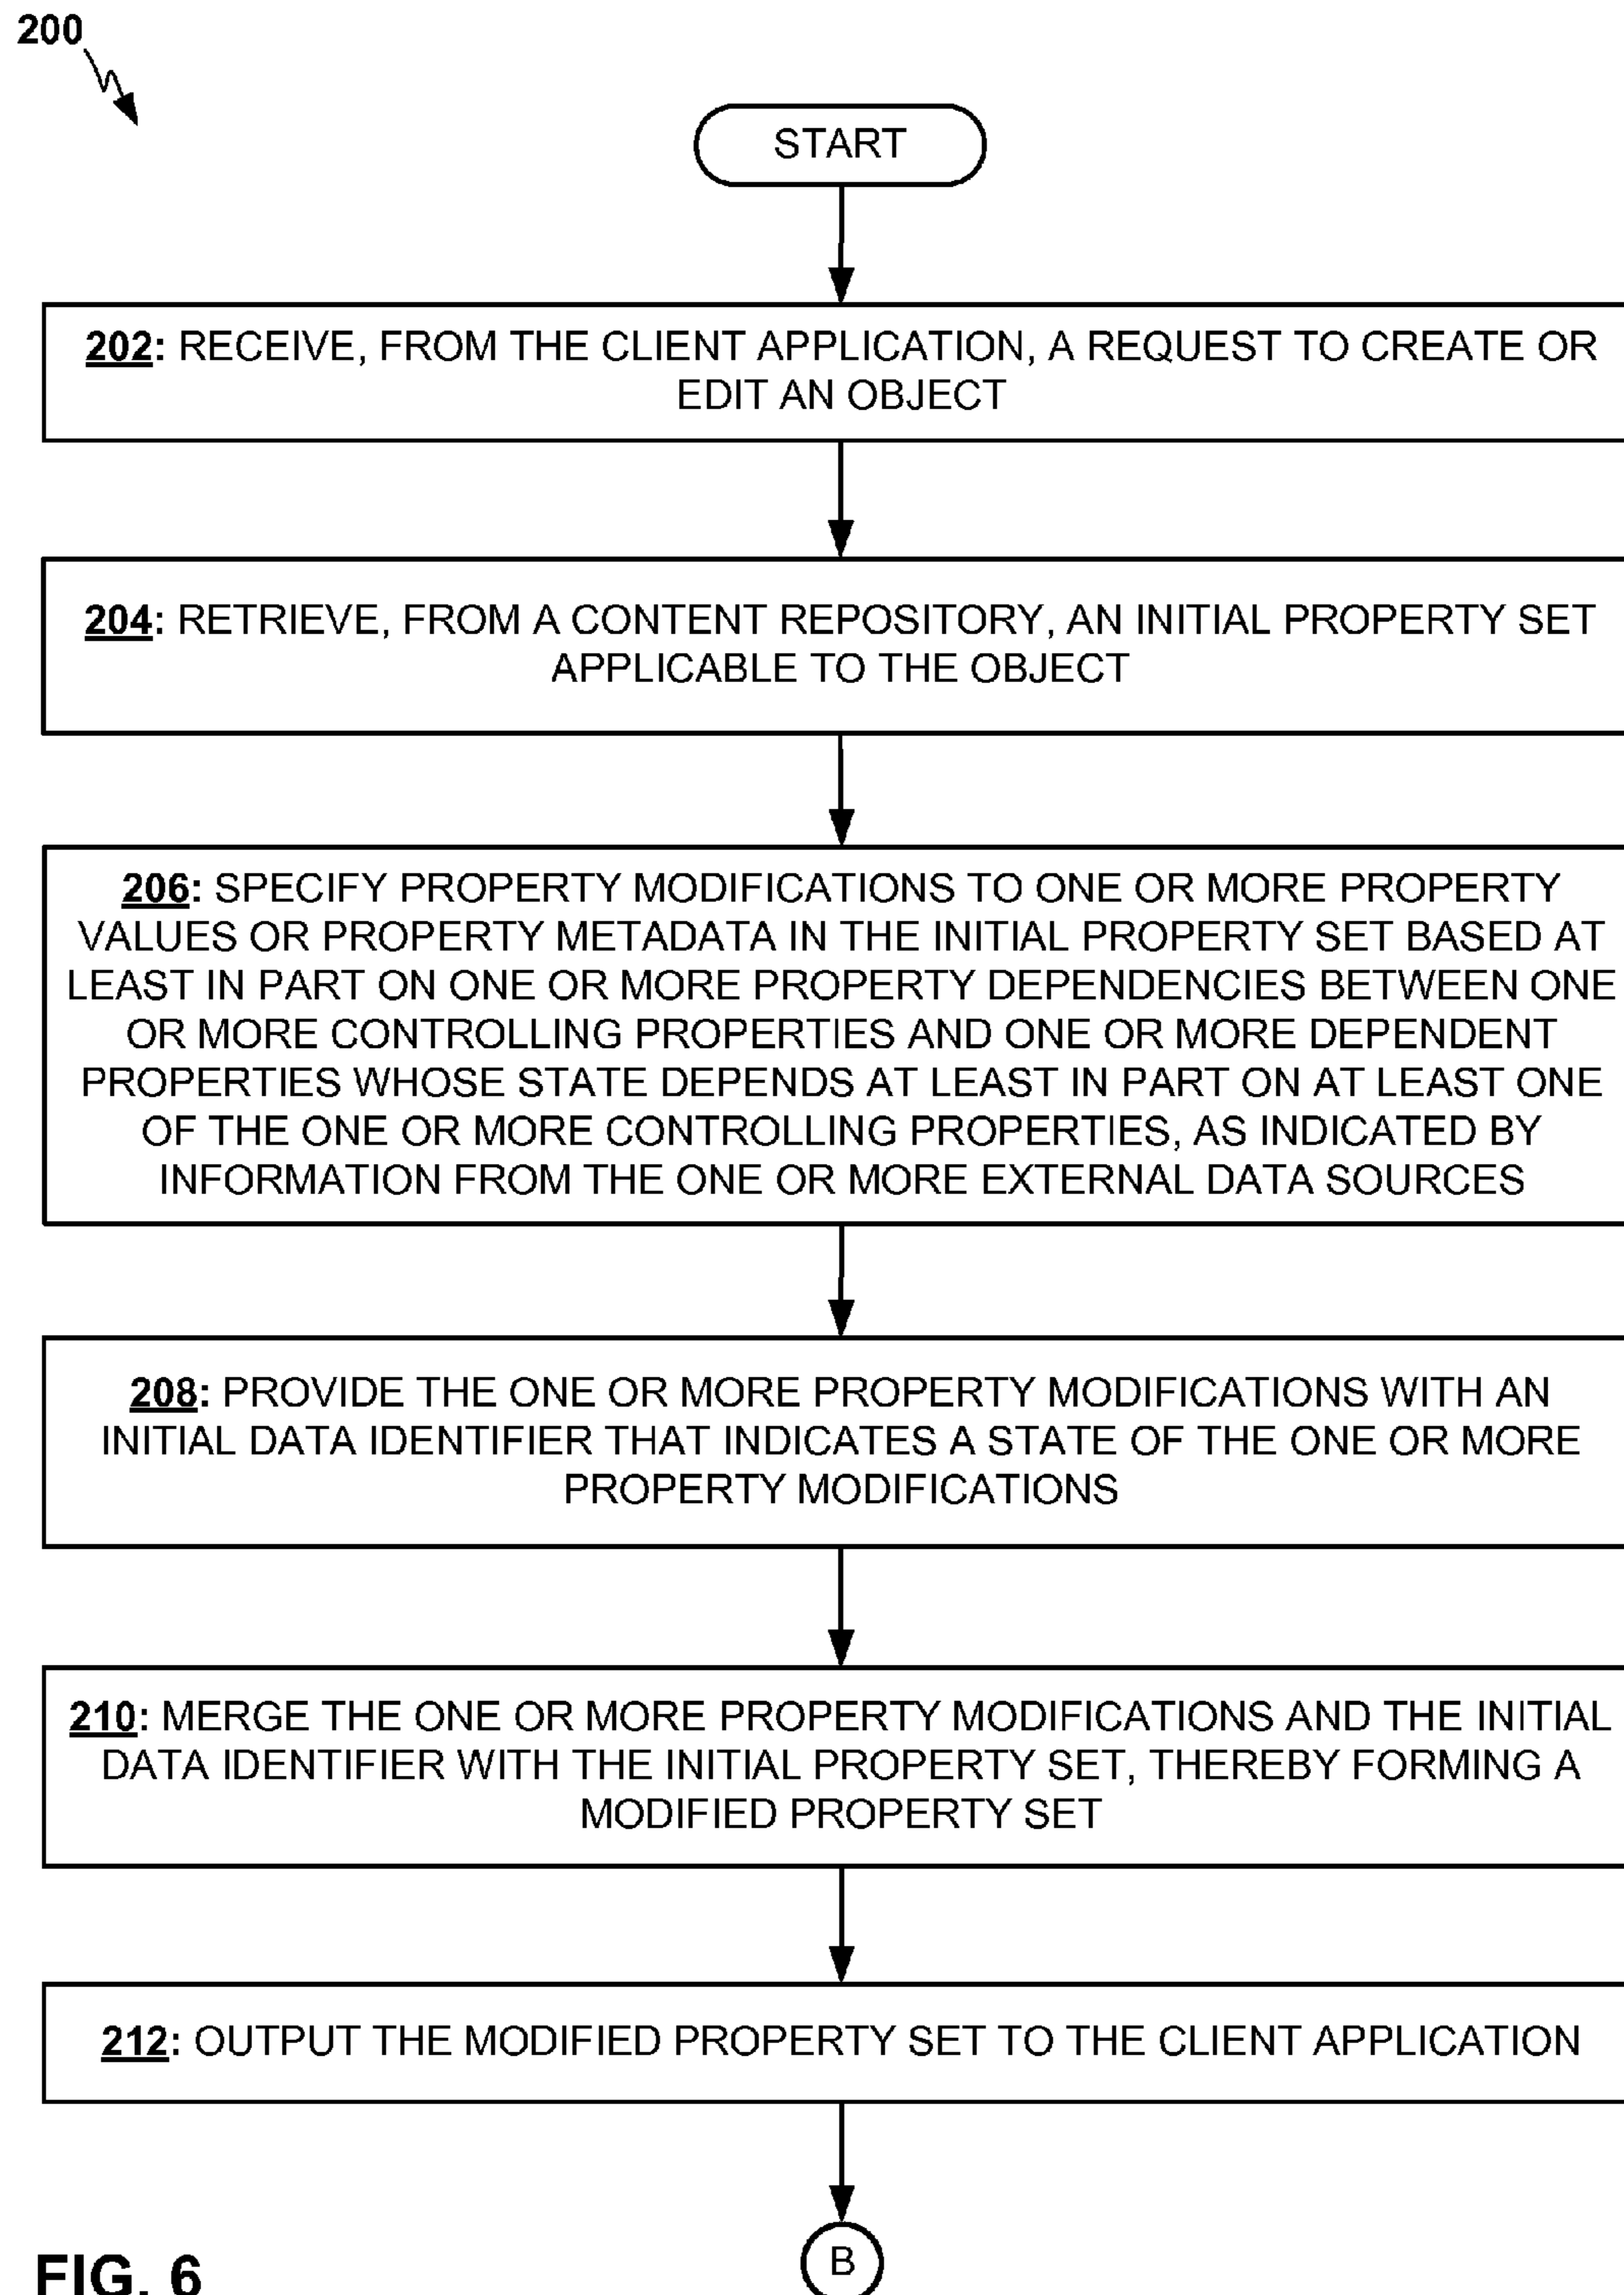 200
START
202: RECEIVE, FROM THE CLIENT APPLICATION, A REQUEST TO CREATE OR
EDIT AN OBJECT
204: RETRIEVE, FROM A CONTENT REPOSITORY, AN INITIAL PROPERTY SET
APPLICABLE TO THE OBJECT
206: SPECIFY PROPERTY MODIFICATIONS TO ONE OR MORE PROPERTY
VALUES OR PROPERTY METADATA IN THE INITIAL PROPERTY SET BASED AT
LEAST IN PART ON ONE OR MORE PROPERTY DEPENDENCIES BETWEEN ONE
OR MORE CONTROLLING PROPERTIES AND ONE OR MORE DEPENDENT
PROPERTIES WHOSE STATE DEPENDS AT LEAST IN PART ON AT LEAST ONE
OF THE ONE OR MORE CONTROLLING PROPERTIES, AS INDICATED BY
INFORMATION FROM THE ONE OR MORE EXTERNAL DATA SOURCES
208: PROVIDE THE ONE OR MORE PROPERTY MODIFICATIONS WITH AN
INITIAL DATA IDENTIFIER THAT INDICATES A STATE OF THE ONE OR MORE
PROPERTY MODIFICATIONS
210: MERGE THE ONE OR MORE PROPERTY MODIFICATIONS AND THE INITIAL
DATA IDENTIFIER WITH THE INITIAL PROPERTY SET, THEREBY FORMING A
MODIFIED PROPERTY SET
212: OUTPUT THE MODIFIED PROPERTY SET TO THE CLIENT APPLICATION
B
FIG. 6